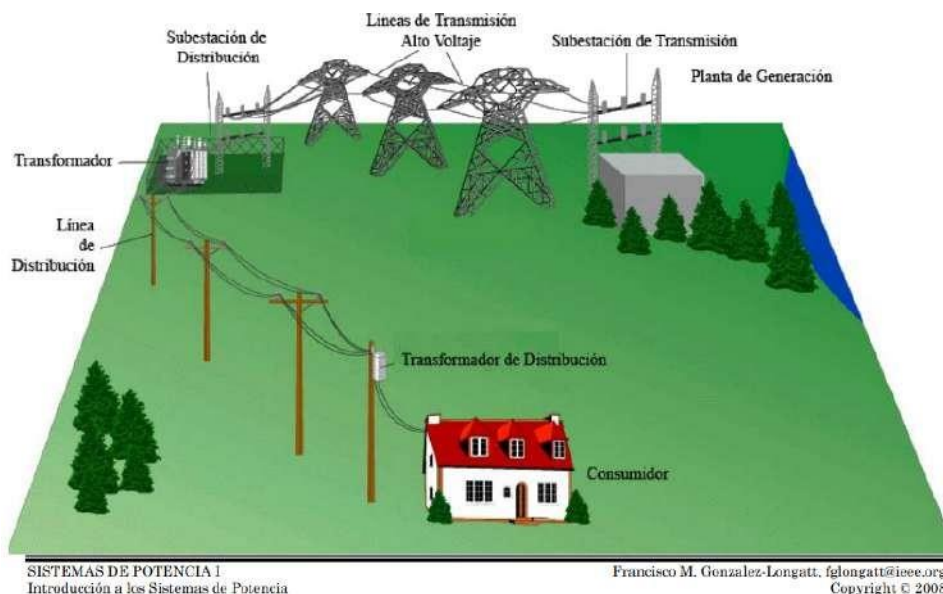 Lineas de Transmisión
Alto Voltaje
Subestación de
Distribución
Subestación de Transmisión
Planta de Generación
Transformador
Línea
de
Distribución
Transformador de Distribución
Consumidor
SISTEMAS DE POTENCIA I
Introducción a los Sistemas de Potencia
Francisco M. Gonzalez-Longatt, fglongatt@ieee.org
Copyright © 2008